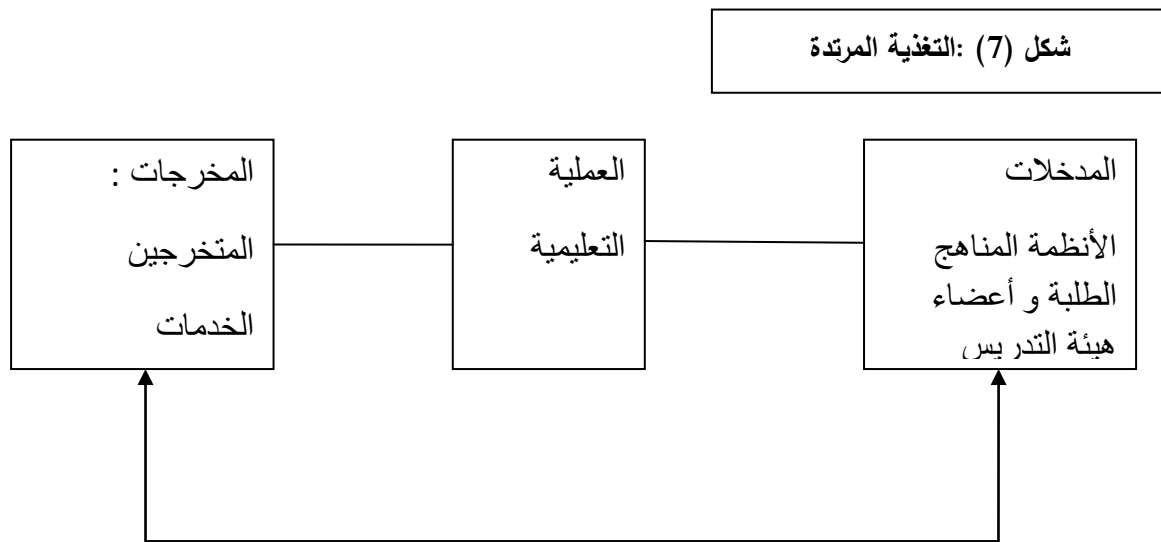 شكل (7) :التغذية المرتدة
المدخلات
الأنظمة المناهج
الطلبة و أعضاء
هيئة التدريس
العملية
التعليمية
المخرجات :
المتخرجين
الخدمات